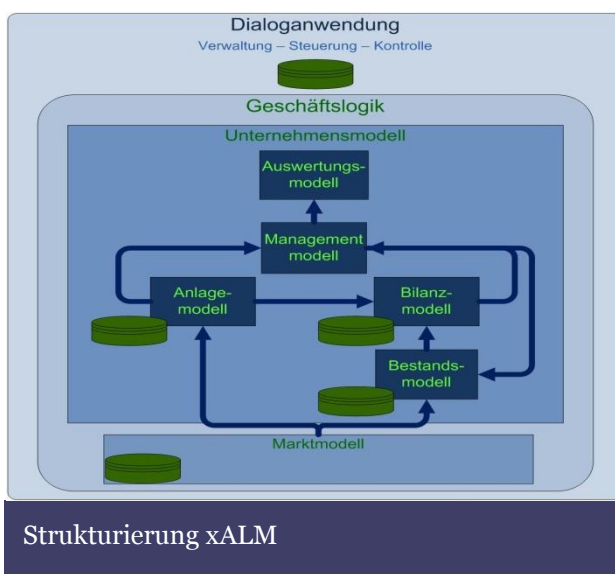 Dialoganwendung
Verwaltung – Steuerung – Kontrolle
Geschäftslogik
Unternehmensmodell
Auswertungs-
modell
Management
modell
Anlage-
modell
Bilanz-
modell
Bestands-
modell
Marktmodell
Strukturierung xALM